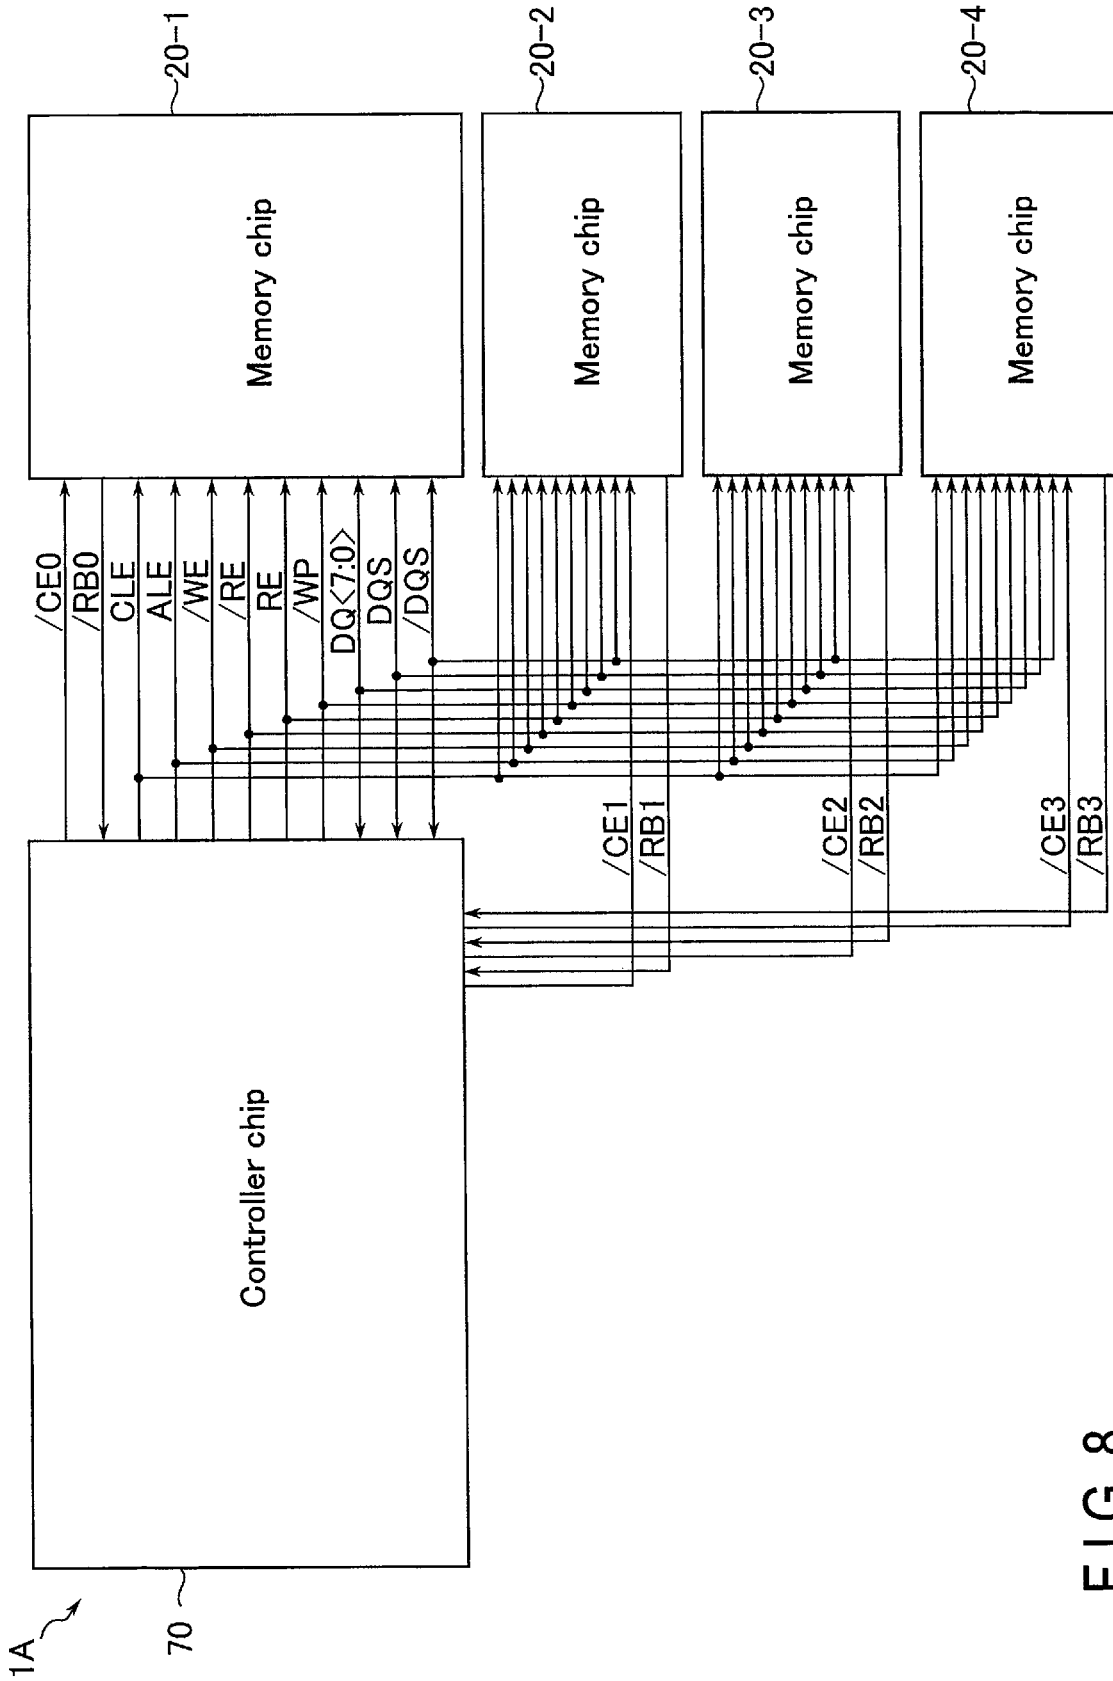 1A
70
Controller chip
/CE0
/RB0
CLE
ALE
/WE
/RE
RE
/WP
DQ<7:0>
DQS
/DQS
/CE1
/RB1
/CE2
/RB2
/CE3
/RB3
Memory chip
20-1
Memory chip
20-2
Memory chip
20-3
Memory chip
20-4
FIG. 8